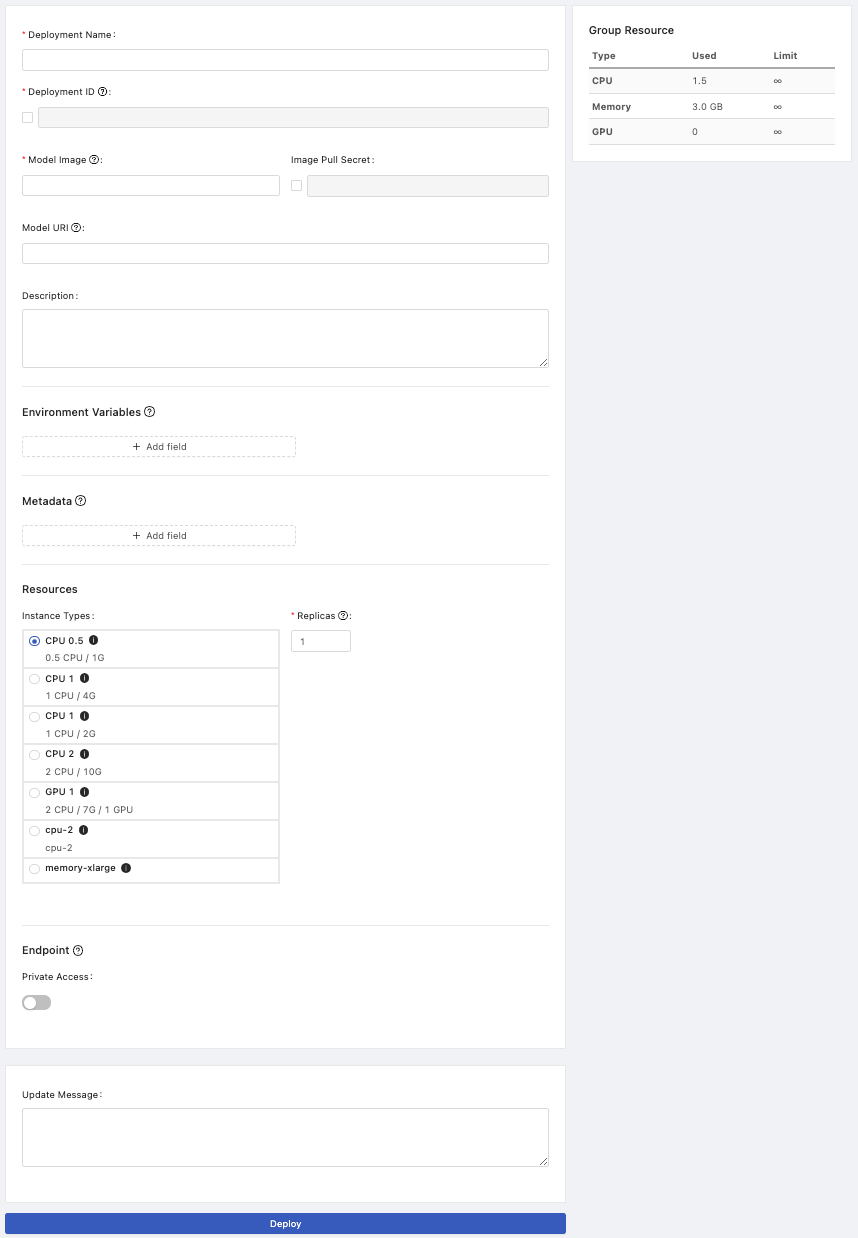 * Deployment Name :
* Deployment ID ? :
* Model Image ? :
Image Pull Secret :
Model URI ? :
Description :
Environment Variables ?
+ Add field
Metadata ?
+ Add field
Resources
Instance Types :
CPU 0.5 i
0.5 CPU / 1G
CPU 1 i
1 CPU / 4G
CPU 1 i
1 CPU / 2G
CPU 2 i
2 CPU / 10G
GPU 1 i
2 CPU / 7G / 1 GPU
cpu-2 i
cpu-2
memory-xlarge i
* Replicas ? :
1
Endpoint ?
Private Access :
Update Message :
Deploy
Group Resource
Type Used Limit
CPU 1.5 ∞
Memory 3.0 GB ∞
GPU 0 ∞